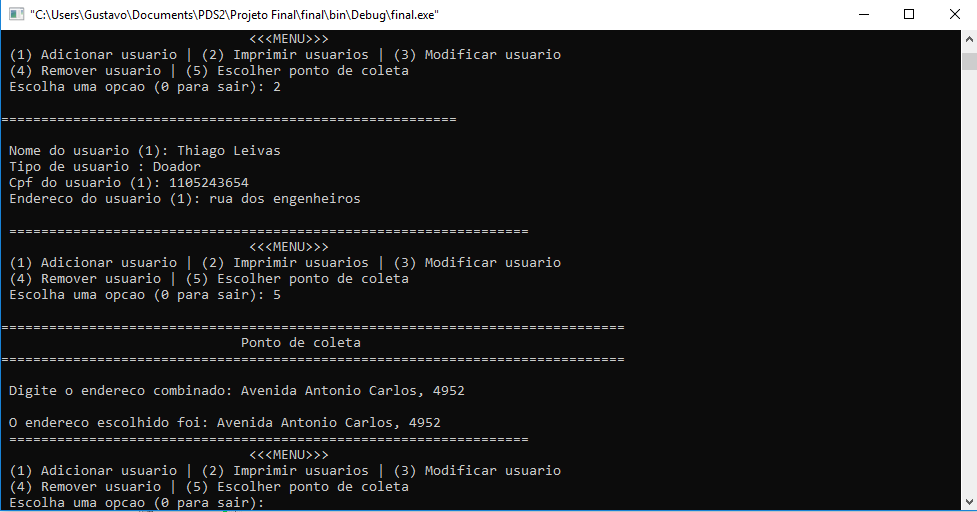 "C:\Users\Gustavo\Documents\PDS2\Projeto Final\final\bin\Debug\final.exe"
<<<MENU>>>
(1) Adicionar usuario | (2) Imprimir usuarios | (3) Modificar usuario
(4) Remover usuario | (5) Escolher ponto de coleta
Escolha uma opcao (0 para sair): 2
=========================================================
Nome do usuario (1): Thiago Leivas
Tipo de usuario : Doador
Cpf do usuario (1): 1105243654
Endereco do usuario (1): rua dos engenheiros
=================================================================
<<<MENU>>>
(1) Adicionar usuario | (2) Imprimir usuarios | (3) Modificar usuario
(4) Remover usuario | (5) Escolher ponto de coleta
Escolha uma opcao (0 para sair): 5
==============================================================================
Ponto de coleta
==============================================================================
Digite o endereco combinado: Avenida Antonio Carlos, 4952
O endereco escolhido foi: Avenida Antonio Carlos, 4952
=================================================================
<<<MENU>>>
(1) Adicionar usuario | (2) Imprimir usuarios | (3) Modificar usuario
(4) Remover usuario | (5) Escolher ponto de coleta
Escolha uma opcao (0 para sair):